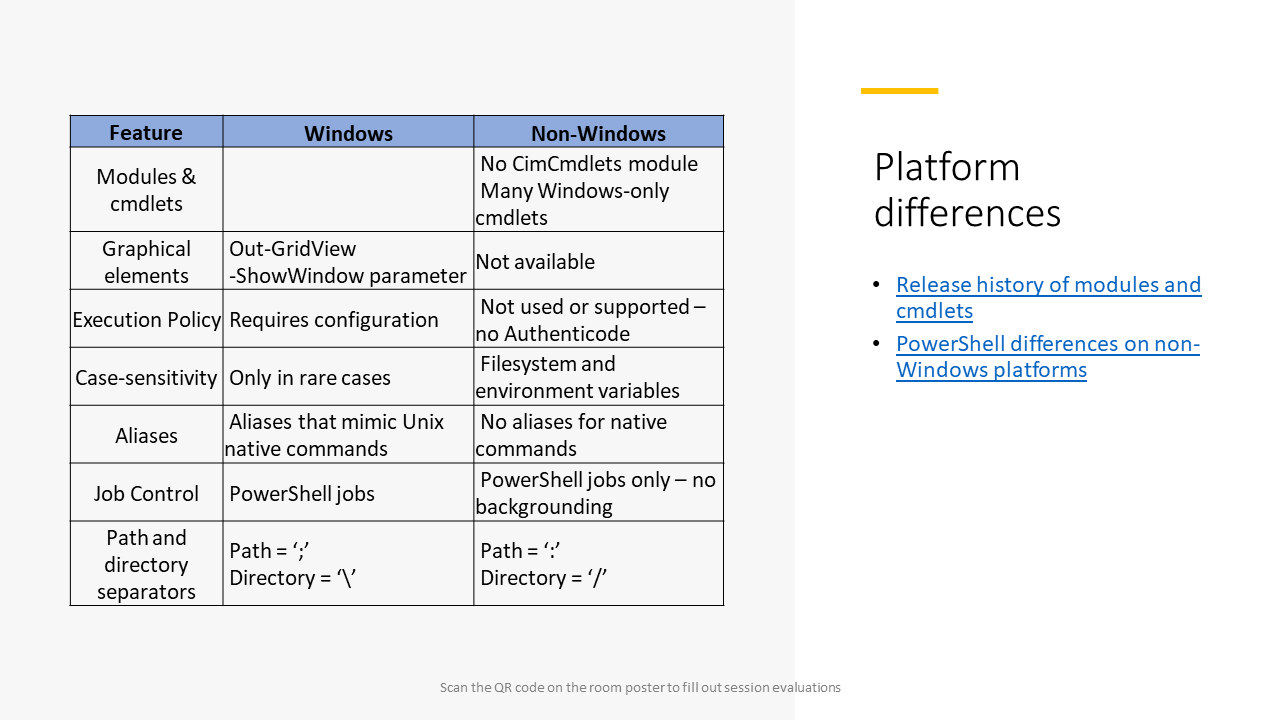 Feature Windows Non-Windows
Modules &
cmdlets
No CimCmdlets module
Many Windows-only
cmdlets
Graphical
elements
Out-GridView
-ShowWindow parameter
Not available
Execution Policy
Requires configuration
Not used or supported –
no Authenticode
Case-sensitivity
Only in rare cases
Filesystem and
environment variables
Aliases
Aliases that mimic Unix
native commands
No aliases for native
commands
Job Control
PowerShell jobs
PowerShell jobs only – no
backgrounding
Path and
directory
separators
Path = ‘;’
Directory = ‘\’
Path = ‘:’
Directory = ‘/’
Platform
differences
• Release history of modules and
cmdlets
• PowerShell differences on non-
Windows platforms
Scan the QR code on the room poster to fill out session evaluations